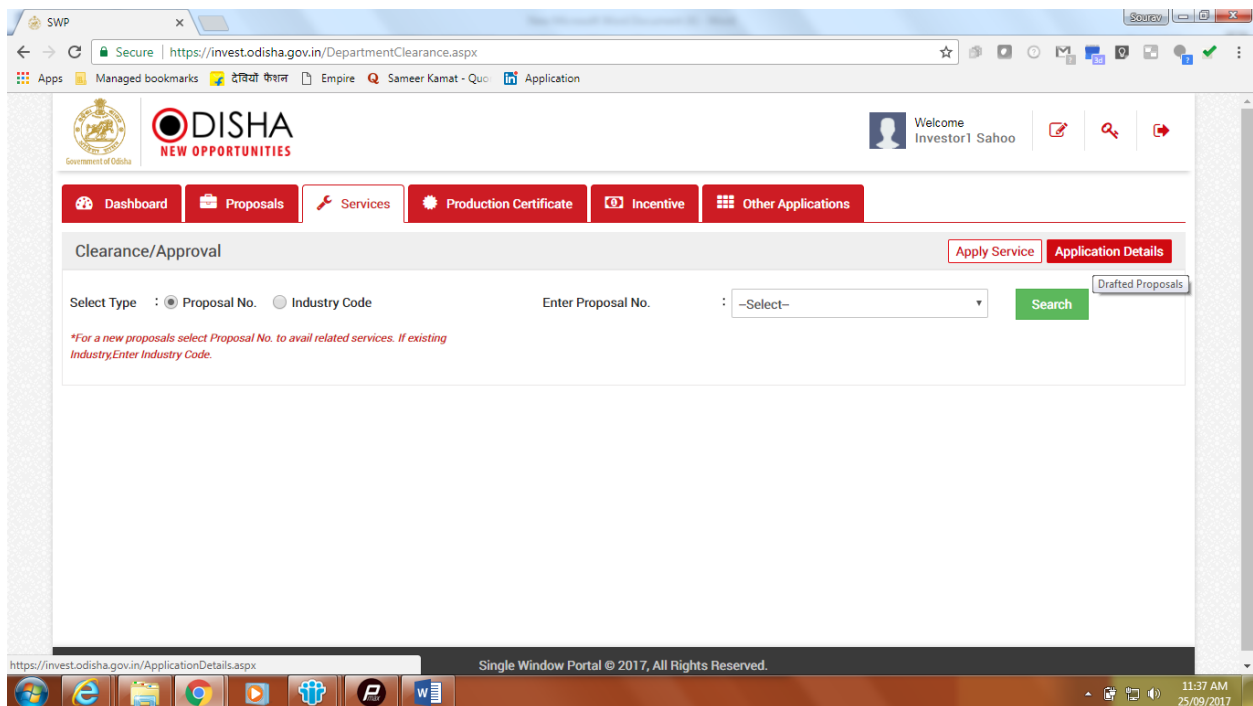 SWP
Sourav
Secure | https://invest.odisha.gov.in/DepartmentClearance.aspx
Apps Managed bookmarks देवियों फैशन Empire Sameer Kamat - Quo Application
Government of Odisha
ODISHA
NEW OPPORTUNITIES
Welcome
Investor1 Sahoo
Dashboard Proposals Services Production Certificate Incentive Other Applications
Clearance/Approval Apply Service Application Details
Drafted Proposals
Select Type : Proposal No. Industry Code Enter Proposal No. : --Select-- Search
*For a new proposals select Proposal No. to avail related services. If existing
Industry,Enter Industry Code.
https://invest.odisha.gov.in/ApplicationDetails.aspx
Single Window Portal © 2017, All Rights Reserved.
11:37 AM
25/09/2017